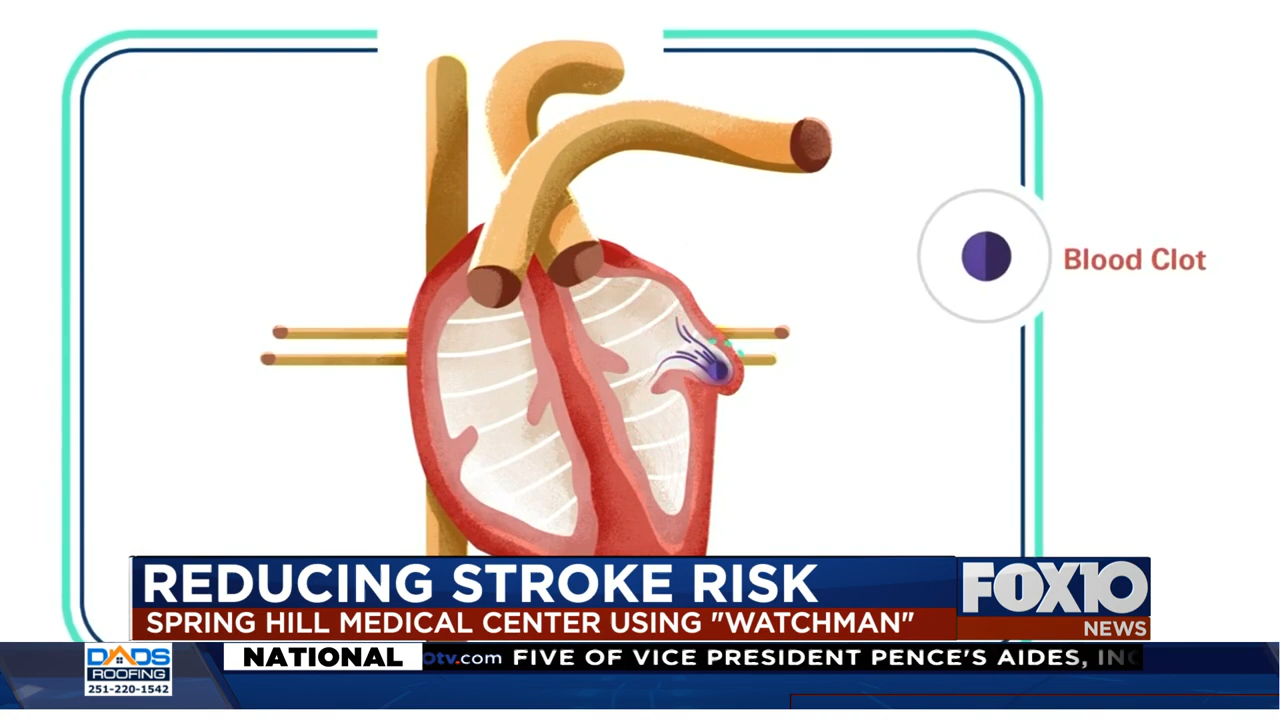 Blood Clot
REDUCING STROKE RISK
SPRING HILL MEDICAL CENTER USING "WATCHMAN"
FOX10
NEWS
NATIONAL
tv.com FIVE OF VICE PRESIDENT PENCE'S AIDES, IN
DADS
ROOFING
251-220-1542